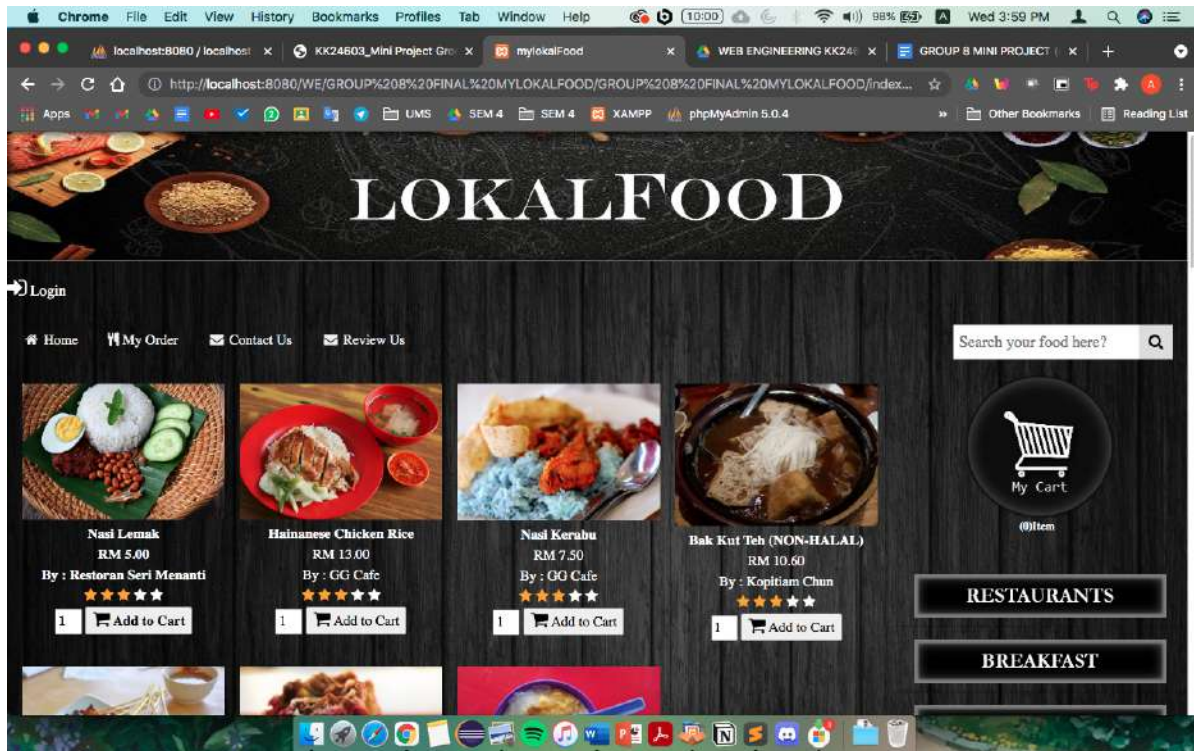 Chrome File Edit View History Bookmarks Profiles Tab Window Help 10:00 98% A Wed 3:59 PM
localhost:8080 / localhost KK24603_Mini Project Gro mylokalFood WEB ENGINEERING KK246 GROUP B MINI PROJECT (
http://localhost:8080/WE/GROUP%208%20FINAL%20MYLOKALFOOD/GROUP%208%20FINAL%20MYLOKALFOOD/index...
Apps UMS SEM 4 SEM 4 XAMPP phpMyAdmin 5.0.4 » Other Bookmarks Reading List
LOKALFOOD
Login
Home My Order Contact Us Review Us Search your food here?
My Cart
(0)Item
Nasi Lemak
RM 5.00
By : Restoran Seri Menanti
1 Add to Cart
Hainanese Chicken Rice
RM 13.00
By : GG Cafe
1 Add to Cart
Nasi Kerabu
RM 7.50
By : GG Cafe
1 Add to Cart
Bak Kut Teh (NON-HALAL)
RM 10.60
By : Kopitiam Chun
1 Add to Cart
RESTAURANTS
BREAKFAST